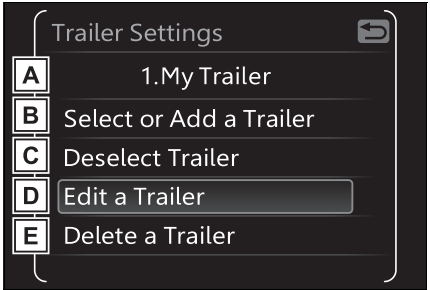 Trailer Settings
A 1.My Trailer
B Select or Add a Trailer
C Deselect Trailer
D Edit a Trailer
E Delete a Trailer